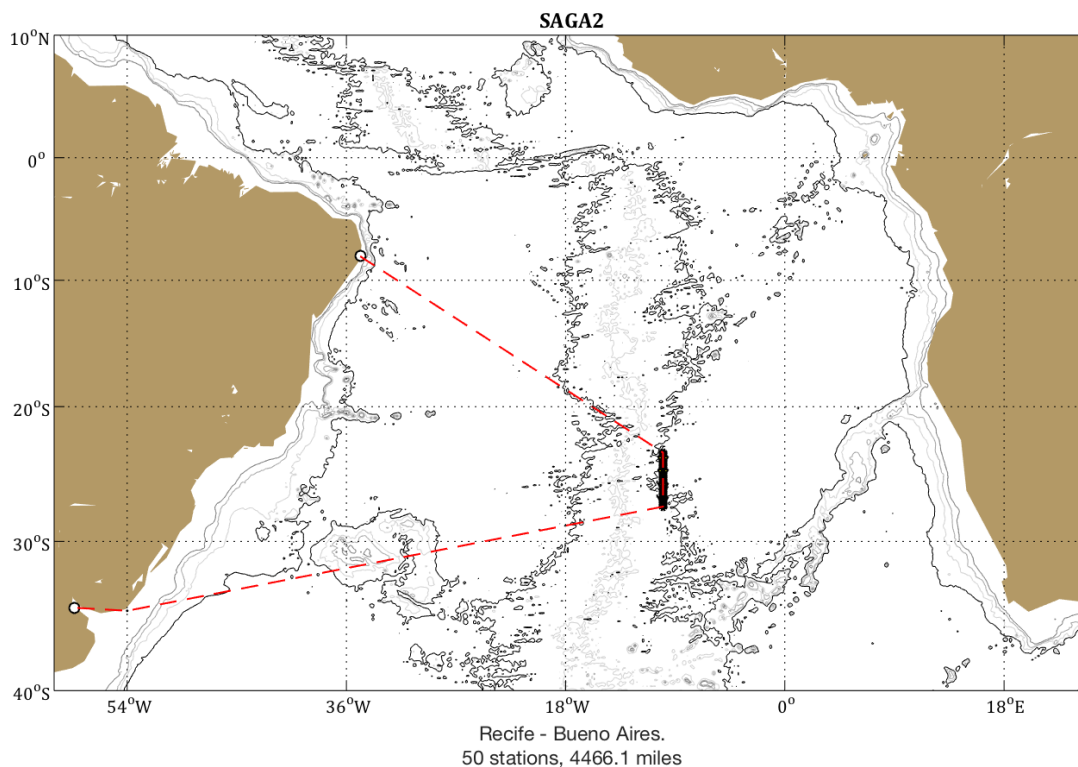 SAGA2
10°N
0°
10°S
20°S
30°S
40°S
54°W
36°W
18°W
0°
18°E
Recife - Bueno Aires.
50 stations, 4466.1 miles